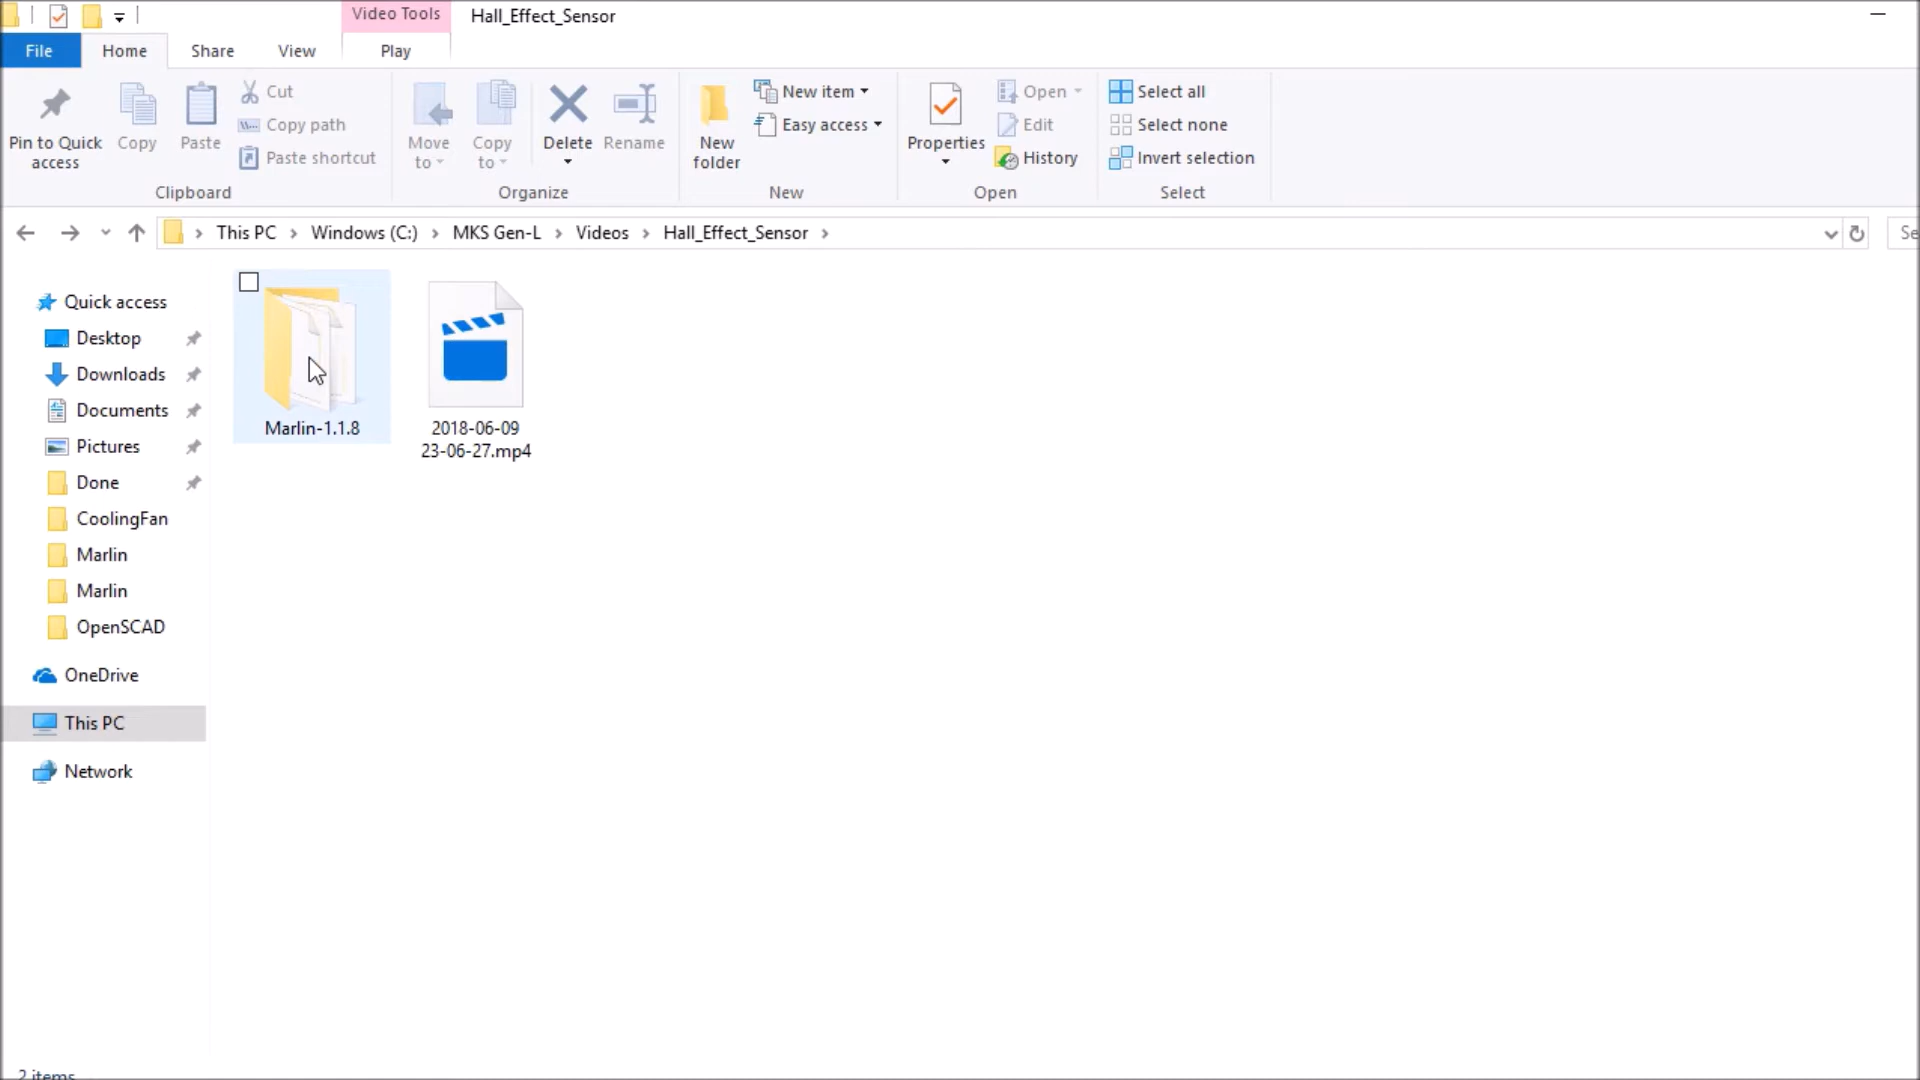 Video Tools
Hall_Effect_Sensor
File
Home
Share
View
Play
Pin to Quick
access
Copy
Paste
Cut
Copy path
Paste shortcut
Clipboard
Move
to
Copy
to
Delete
Rename
Organize
New
folder
New item
Easy access
New
Properties
Open
Edit
History
Open
Select all
Select none
Invert selection
Select
This PC
Windows (C:)
MKS Gen-L
Videos
Hall_Effect_Sensor
Se
Quick access
Desktop
Downloads
Documents
Pictures
Done
CoolingFan
Marlin
Marlin
OpenSCAD
OneDrive
This PC
Network
Marlin-1.1.8
2018-06-09
23-06-27.mp4
2 items